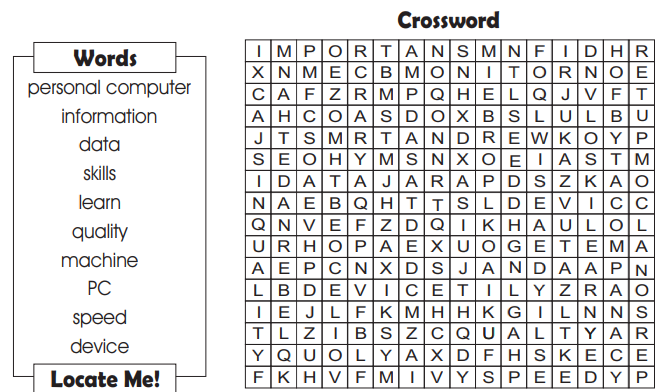 Crossword
Words
personal computer
information
data
skills
learn
quality
machine
PC
speed
device
Locate Me!
I M P O R T A N S M N F I D H R
X N M E C B M O N I T O R N O E
C A F Z R M P Q H E L Q J V F T
A H C O A S D O X B S L U L B U
J T S M R T A N D R E W K O Y P
S E O H Y M S N X O E I A S T M
I D A T A J A R A P D S Z K A O
N A E B Q H T T S L D E V I C C
Q N V E F Z D Q I K H A U L O L
U R H O P A E X U O G E T E M A
A E P C N X D S J A N D A A P N
L B D E V I C E T I L Y Z R A O
I E J L F K M H H K G I L N N S
T L Z I B S Z C Q U A L T Y A R
Y Q U O L Y A X D F H S K E C E
F K H V F M I V Y S P E E D Y P